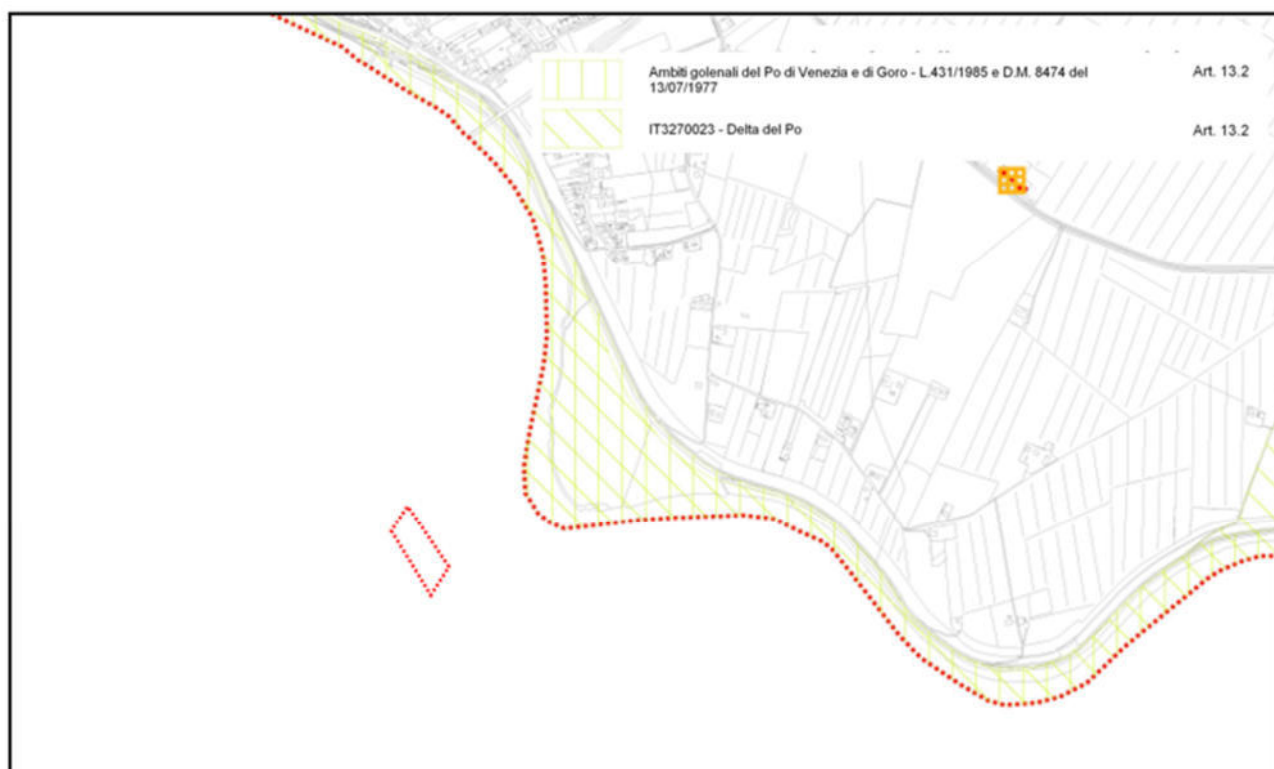 Ambiti golenali del Po di Venezia e di Goro - L.431/1985 e D.M. 8474 del Art. 13.2
13/07/1977
IT3270023 - Delta del Po Art. 13.2